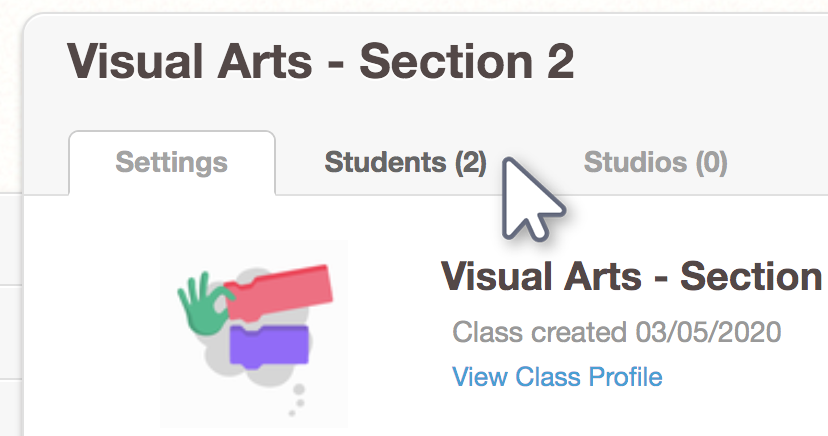 Visual Arts - Section 2
Settings Students (2) Studios (0)
Visual Arts - Section
Class created 03/05/2020
View Class Profile